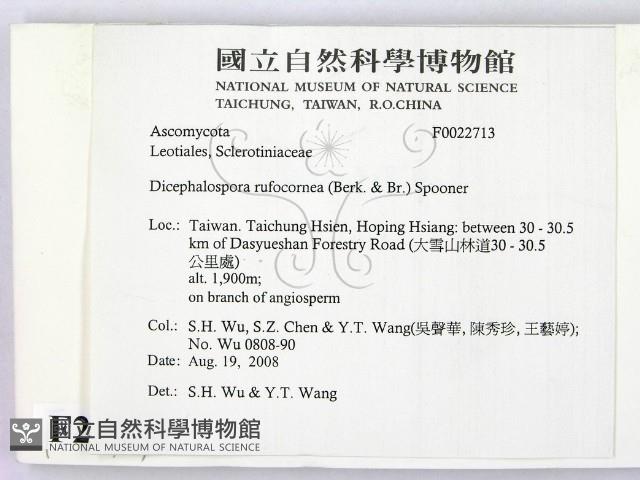 國立自然科學博物館
NATIONAL MUSEUM OF NATURAL SCIENCE
TAICHUNG, TAIWAN, R.O.CHINA
Ascomycota F0022713
Leotiales, Sclerotiniaceae
Dicephalospora rufocornea (Berk. & Br.) Spooner
Loc.: Taiwan. Taichung Hsien, Hoping Hsiang: between 30 - 30.5
km of Dasyueshan Forestry Road (大雪山林道30 - 30.5
公里處)
alt. 1,900m;
on branch of angiosperm
Col.: S.H. Wu, S.Z. Chen & Y.T. Wang(吳聲華, 陳秀珍, 王藝婷);
No. Wu 0808-90
Date: Aug. 19, 2008
Det.: S.H. Wu & Y.T. Wang
國立自然科學博物館
NATIONAL MUSEUM OF NATURAL SCIENCE